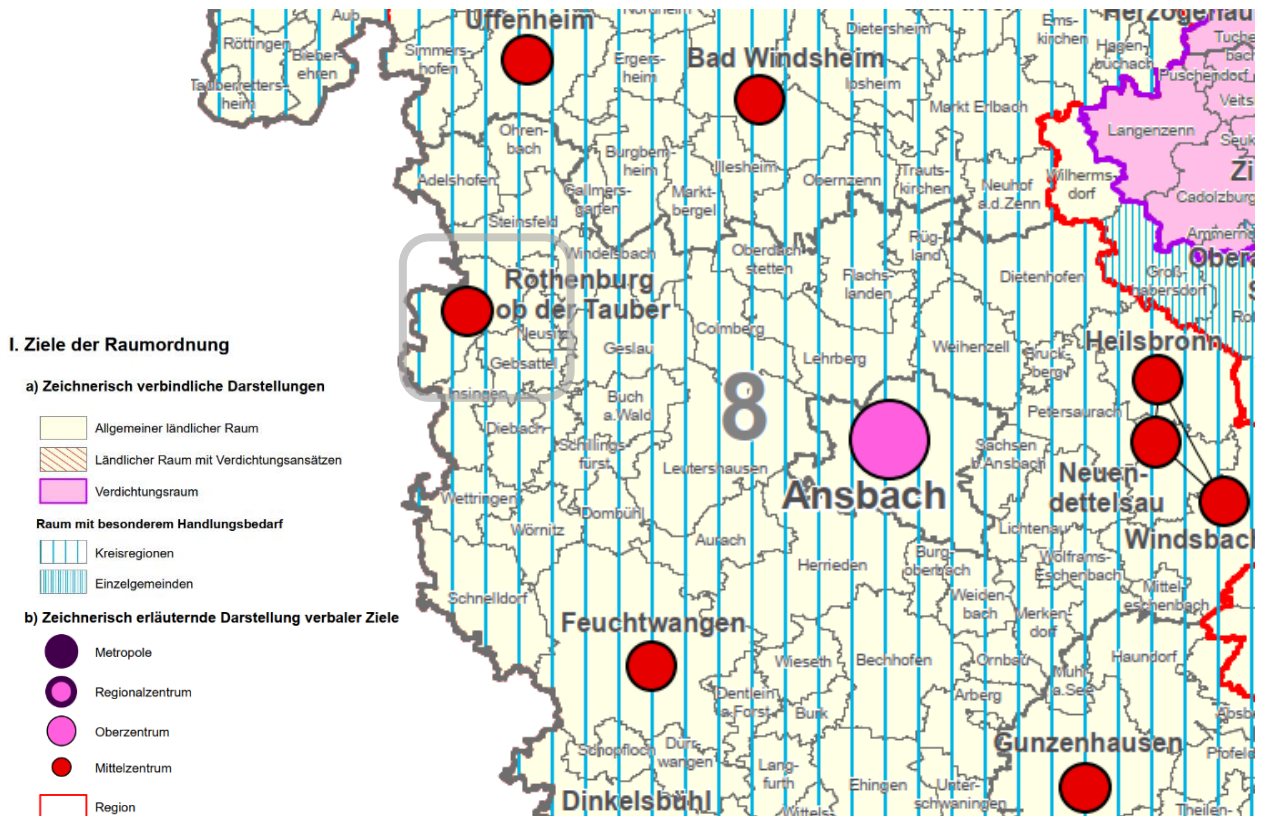 Uffenheim
Aub
Röttingen
Bieber-
ehren
Tauberretters-
heim
Simmers-
hofen
Ergers-
heim
Bad Windsheim
Dietersheim
Ipsheim
Ems-
kirchen
Hagen-
büchach
Puschendorf
Markt Erlbach
Langenzenn
Ohren-
bach
Burgbern-
heim
Illesheim
Adelshofen
Gallmers-
garten
Markt-
bergel
Obernzenn
Trauts-
kirchen
Neuhof
a.d.Zenn
Wilherms-
dorf
Cadolzburg
Steinsfeld
Windelsbach
Oberdach
stetten
Rüg-
land
Flachs-
landen
Dietenhofen
Groß-
habersdorf
Rothenburg
ob der Tauber
Neusitz
Gebsattel
Geslau
Colmberg
Lehrberg
Weihenzell
Bruck-
berg
Heilsbronn
I. Ziele der Raumordnung
a) Zeichnerisch verbindliche Darstellungen
Allgemeiner ländlicher Raum
Ländlicher Raum mit Verdichtungsansätzen
Verdichtungsraum
Raum mit besonderem Handlungsbedarf
Kreisregionen
Einzelgemeinden
b) Zeichnerisch erläuternde Darstellung verbaler Ziele
Metropole
Regionalzentrum
Oberzentrum
Mittelzentrum
Region
Insingen
Diebach
Buch
a.Wald
8
Schillings-
fürst
Leutershausen
Ansbach
Petersaurach
Sachsen
b.Ansbach
Neuen-
dettelsau
Windsbach
Wettringen
Wörnitz
Dombühl
Aurach
Herrieden
Burg-
oberbach
Lichtenau
Wolframs-
Eschenbach
Mittel-
eschenbach
Schnelldorf
Feuchtwangen
Weiden-
bach
Merken-
dorf
Wieseth
Bechhofen
Ornbau
Muhr
a.See
Haundorf
Dentlein
a.Forst
Burk
Arberg
Schopfloch
Dürr-
wangen
Lang-
furth
Ehingen
Unter-
schwaningen
Gunzenhausen
Dinkelsbühl
Wittels-
Theilen-